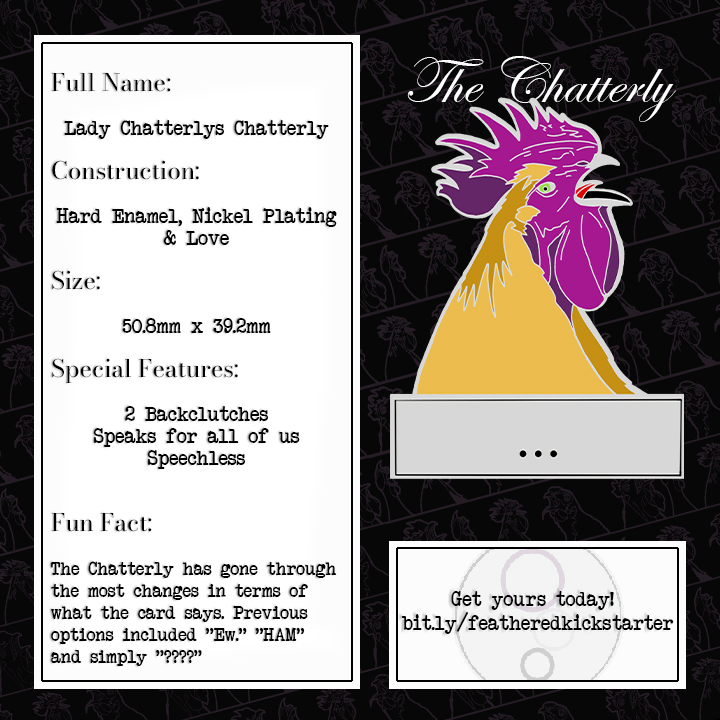 Full Name:
Lady Chatterlys Chatterly
Construction:
Hard Enamel, Nickel Plating
& Love
Size:
50.8mm x 39.2mm
Special Features:
2 Backclutches
Speaks for all of us
Speechless
Fun Fact:
The Chatterly has gone through
the most changes in terms of
what the card says. Previous
options included "Ew." "HAM"
and simply "????"
The Chatterly
...
Get yours today!
bit.ly/featheredkickstarter